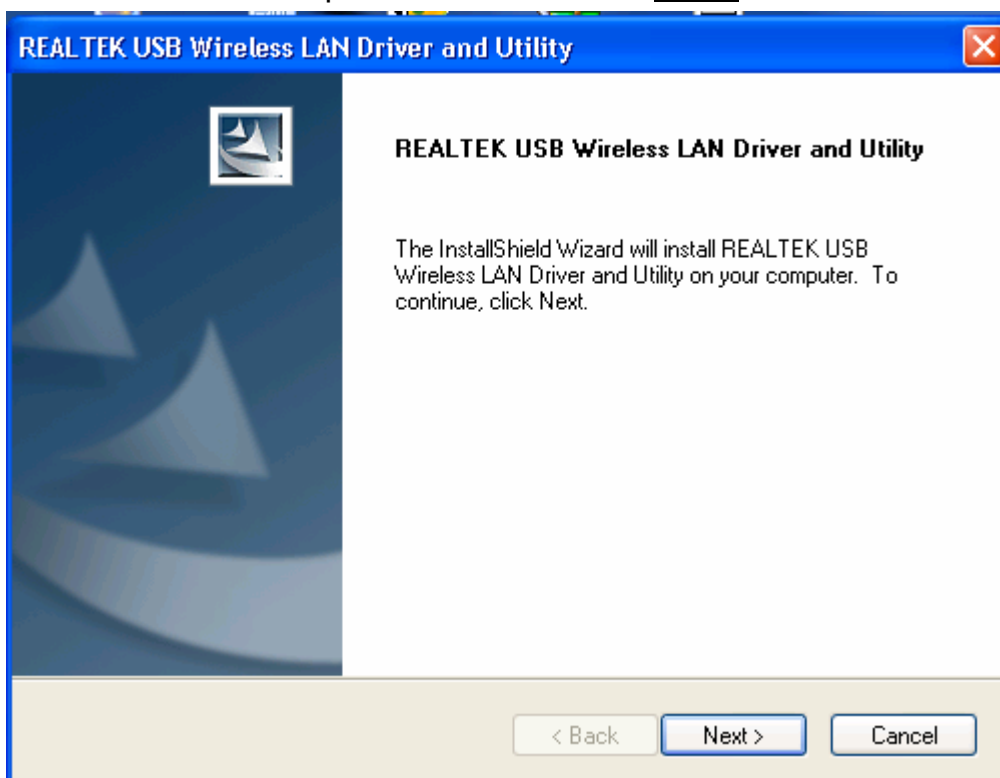 REALTEK USB Wireless LAN Driver and Utility
REALTEK USB Wireless LAN Driver and Utility
The InstallShield Wizard will install REALTEK USB
Wireless LAN Driver and Utility on your computer. To
continue, click Next.
< Back
Next >
Cancel